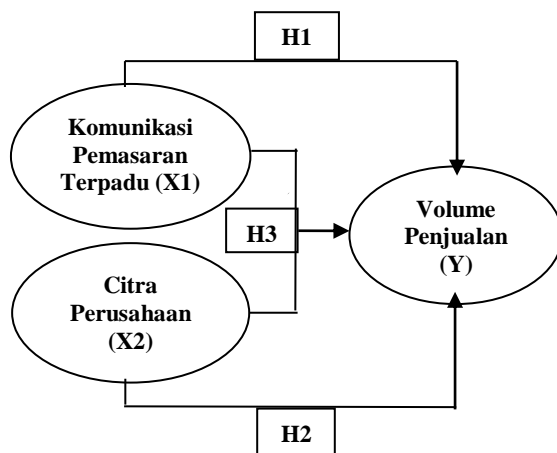 H1
Komunikasi
Pemasaran
Terpadu (X1)
Volume
Penjualan
(Y)
H3
Citra
Perusahaan
(X2)
H2